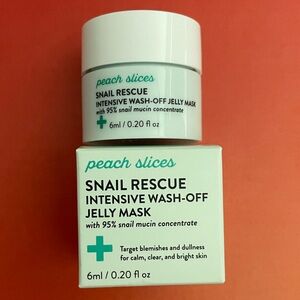 peach slices
SNAIL RESCUE
INTENSIVE WASH-OFF JELLY MASK
with 95% snail mucin concentrate
6ml / 0.20 fl oz
peach slices
SNAIL RESCUE
INTENSIVE WASH-OFF
JELLY MASK
with 95% snail mucin concentrate
Target blemishes and dullness
for calm, clear, and bright skin
6ml / 0.20 fl oz